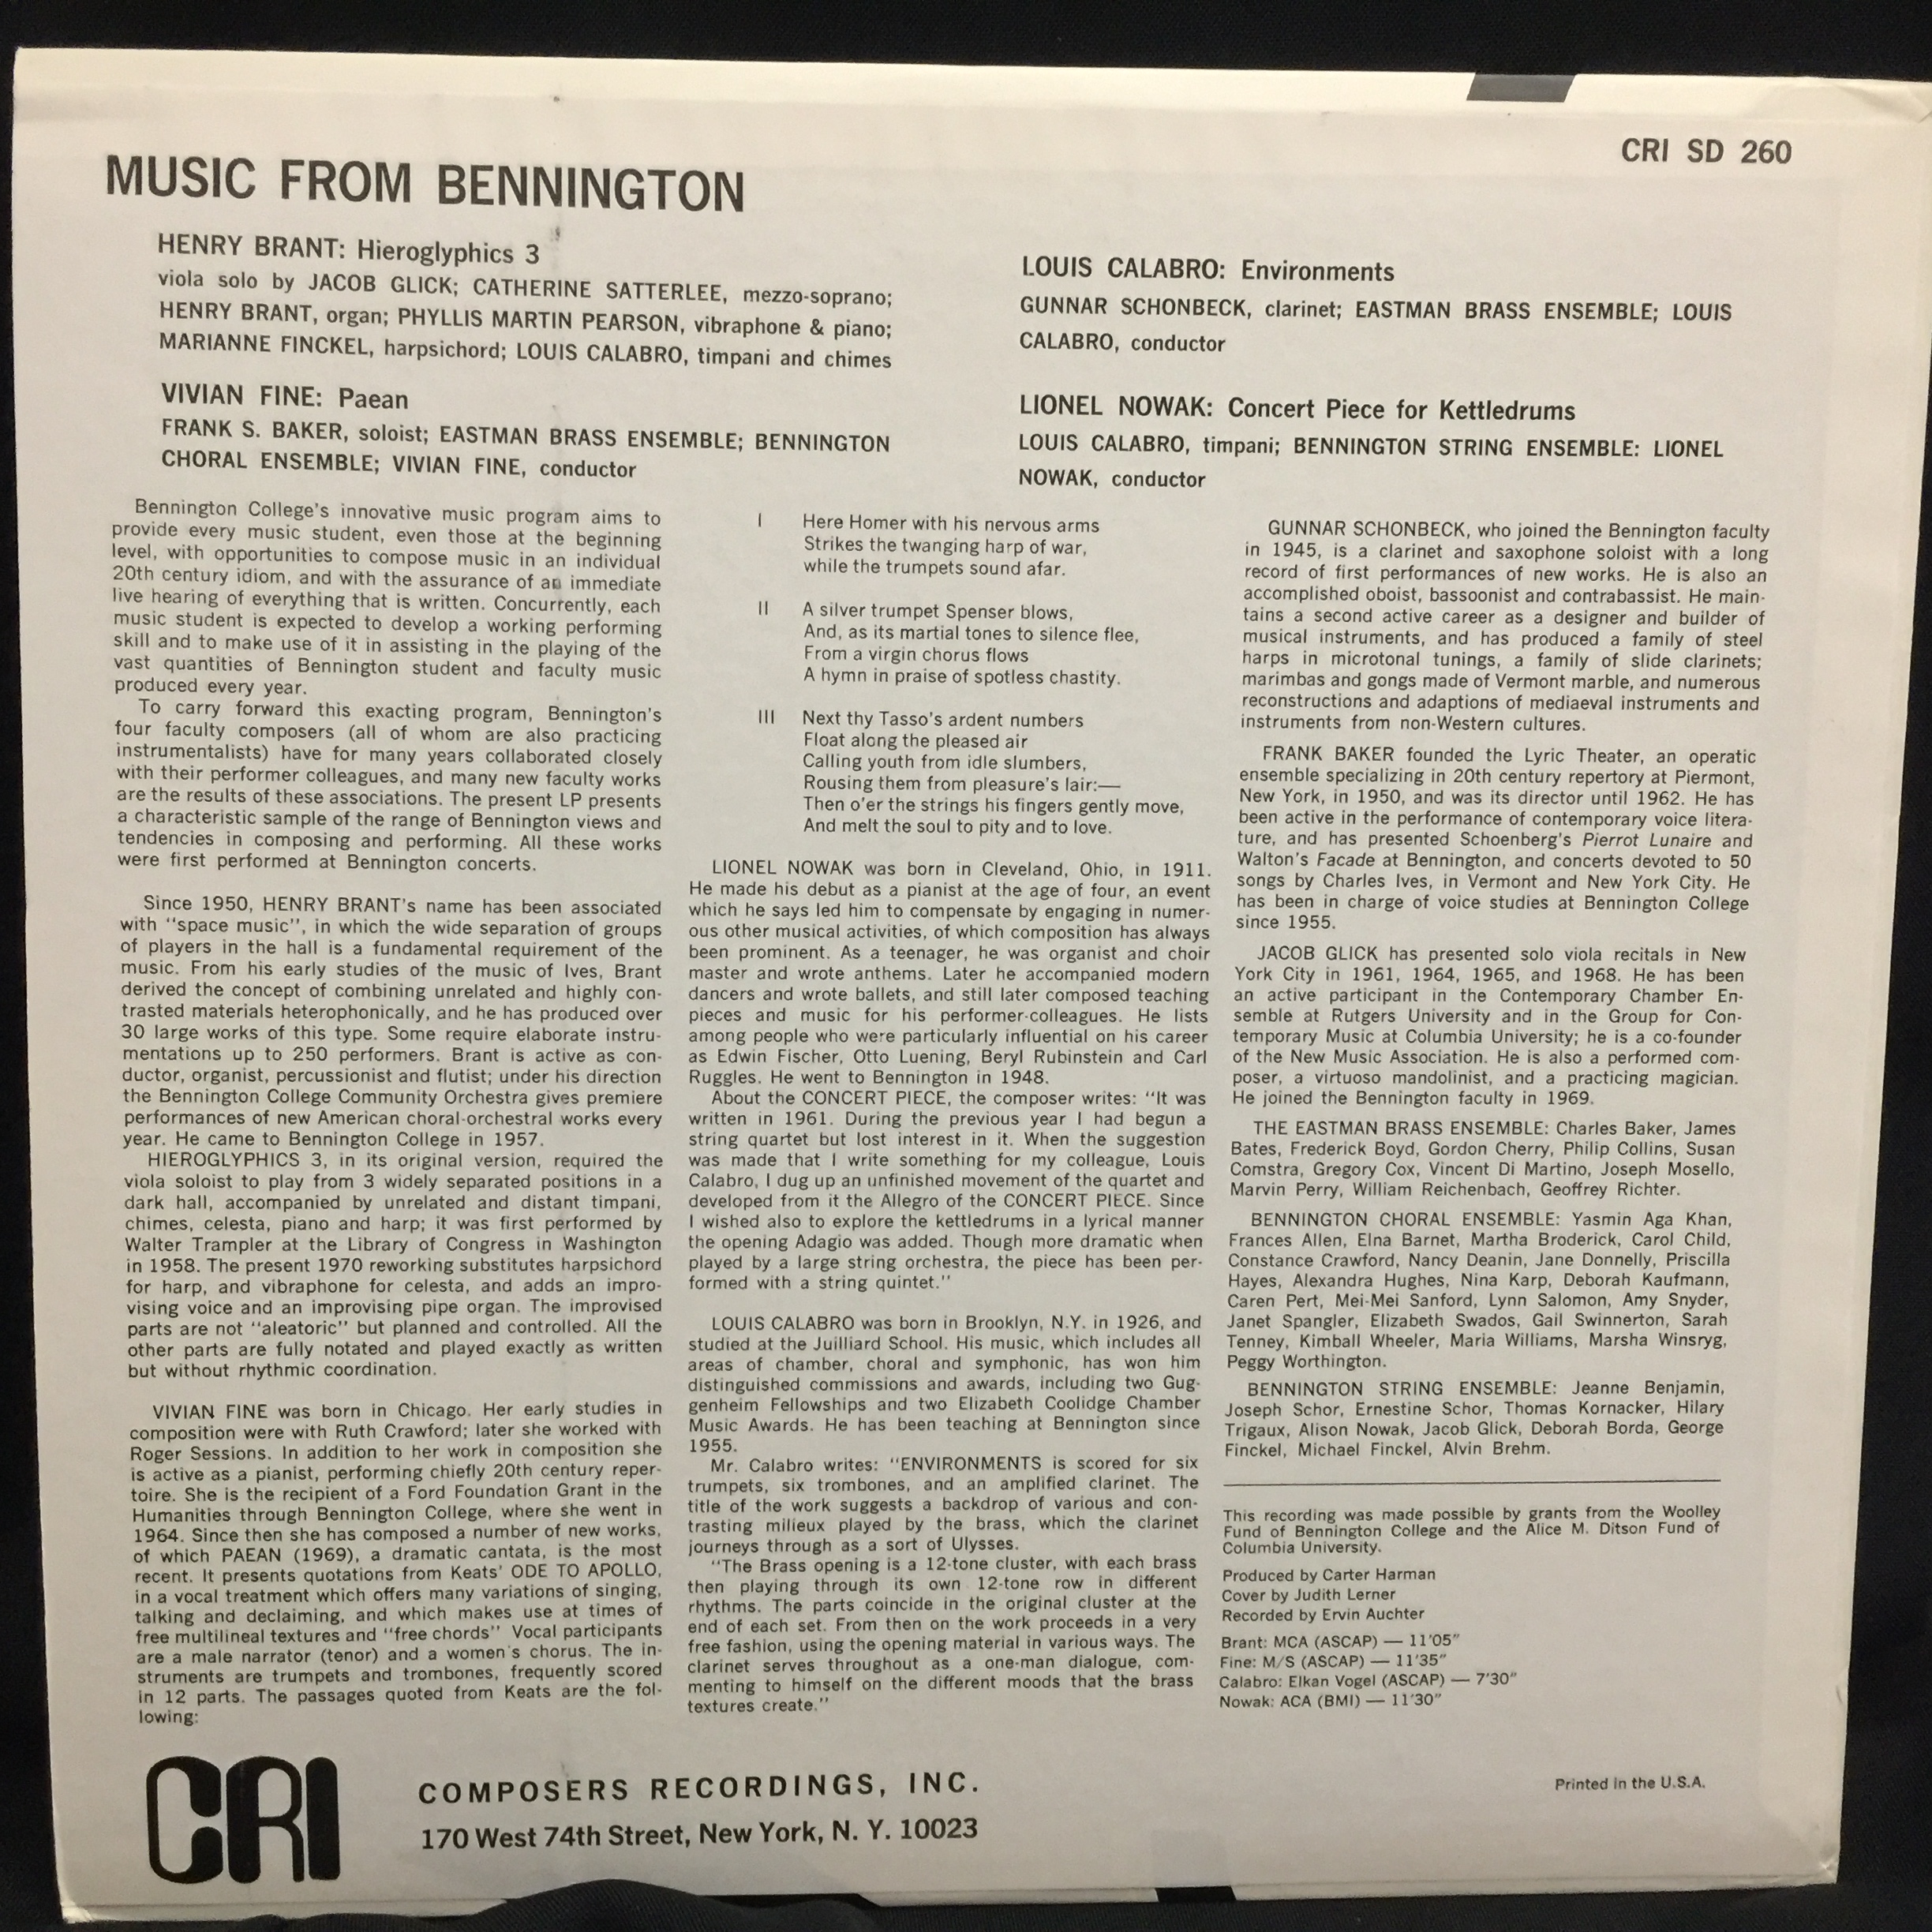 CRI SD 260
MUSIC FROM BENNINGTON
HENRY BRANT: Hieroglyphics 3
viola solo by JACOB GLICK; CATHERINE SATTERLEE, mezzo-soprano;
HENRY BRANT, organ; PHYLLIS MARTIN PEARSON, vibraphone & piano;
MARIANNE FINCKEL, harpsichord; LOUIS CALABRO, timpani and chimes
VIVIAN FINE: Paean
FRANK S. BAKER, soloist; EASTMAN BRASS ENSEMBLE; BENNINGTON
CHORAL ENSEMBLE; VIVIAN FINE, conductor
LOUIS CALABRO: Environments
GUNNAR SCHONBECK, clarinet; EASTMAN BRASS ENSEMBLE; LOUIS
CALABRO, conductor
LIONEL NOWAK: Concert Piece for Kettledrums
LOUIS CALABRO, timpani; BENNINGTON STRING ENSEMBLE: LIONEL
NOWAK, conductor
Bennington College's innovative music program aims to
provide every music student, even those at the beginning
level, with opportunities to compose music in an individual
20th century idiom, and with the assurance of an immediate
live hearing of everything that is written. Concurrently, each
music student is expected to develop a working performing
skill and to make use of it in assisting in the playing of the
vast quantities of Bennington student and faculty music
produced every year.
To carry forward this exacting program, Bennington's
four faculty composers (all of whom are also practicing
instrumentalists) have for many years collaborated closely
with their performer colleagues, and many new faculty works
are the results of these associations. The present LP presents
a characteristic sample of the range of Bennington views and
tendencies in composing and performing. All these works
were first performed at Bennington concerts.
Since 1950, HENRY BRANT's name has been associated
with "space music", in which the wide separation of groups
of players in the hall is a fundamental requirement of the
music. From his early studies of the music of Ives, Brant
derived the concept of combining unrelated and highly con-
trasted materials heterophonically, and he has produced over
30 large works of this type. Some require elaborate instru-
mentations up to 250 performers. Brant is active as con-
ductor, organist, percussionist and flutist; under his direction
the Bennington College Community Orchestra gives premiere
performances of new American choral-orchestral works every
year. He came to Bennington College in 1957.
HIEROGLYPHICS 3, in its original version, required the
viola soloist to play from 3 widely separated positions in a
dark hall, accompanied by unrelated and distant timpani,
chimes, celesta, piano and harp; it was first performed by
Walter Trampler at the Library of Congress in Washington
in 1958. The present 1970 reworking substitutes harpsichord
for harp, and vibraphone for celesta, and adds an impro-
vising voice and an improvising pipe organ. The improvised
parts are not "aleatoric" but planned and controlled. All the
other parts are fully notated and played exactly as written
but without rhythmic coordination.
VIVIAN FINE was born in Chicago. Her early studies in
composition were with Ruth Crawford; later she worked with
Roger Sessions. In addition to her work in composition she
is active as a pianist, performing chiefly 20th century reper-
toire. She is the recipient of a Ford Foundation Grant in the
Humanities through Bennington College, where she went in
1964. Since then she has composed a number of new works,
of which PAEAN (1969), a dramatic cantata, is the most
recent. It presents quotations from Keats' ODE TO APOLLO,
in a vocal treatment which offers many variations of singing,
talking and declaiming, and which makes use at times of
free multilineal textures and "free chords" Vocal participants
are a male narrator (tenor) and a women's chorus. The in-
struments are trumpets and trombones, frequently scored
in 12 parts. The passages quoted from Keats are the fol-
lowing:
I Here Homer with his nervous arms
Strikes the twanging harp of war,
while the trumpets sound afar.
II A silver trumpet Spenser blows,
And, as its martial tones to silence flee,
From a virgin chorus flows
A hymn in praise of spotless chastity.
III Next thy Tasso's ardent numbers
Float along the pleased air
Calling youth from idle slumbers,
Rousing them from pleasure's lair:—
Then o'er the strings his fingers gently move,
And melt the soul to pity and to love.
LIONEL NOWAK was born in Cleveland, Ohio, in 1911.
He made his debut as a pianist at the age of four, an event
which he says led him to compensate by engaging in numer-
ous other musical activities, of which composition has always
been prominent. As a teenager, he was organist and choir
master and wrote anthems. Later he accompanied modern
dancers and wrote ballets, and still later composed teaching
pieces and music for his performer-colleagues. He lists
among people who were particularly influential on his career
as Edwin Fischer, Otto Luening, Beryl Rubinstein and Carl
Ruggles. He went to Bennington in 1948.
About the CONCERT PIECE, the composer writes: "It was
written in 1961. During the previous year I had begun a
string quartet but lost interest in it. When the suggestion
was made that I write something for my colleague, Louis
Calabro, I dug up an unfinished movement of the quartet and
developed from it the Allegro of the CONCERT PIECE. Since
I wished also to explore the kettledrums in a lyrical manner
the opening Adagio was added. Though more dramatic when
played by a large string orchestra, the piece has been per-
formed with a string quintet."
LOUIS CALABRO was born in Brooklyn, N.Y. in 1926, and
studied at the Juilliard School. His music, which includes all
areas of chamber, choral and symphonic, has won him
distinguished commissions and awards, including two Gug-
genheim Fellowships and two Elizabeth Coolidge Chamber
Music Awards. He has been teaching at Bennington since
1955.
Mr. Calabro writes: "ENVIRONMENTS is scored for six
trumpets, six trombones, and an amplified clarinet. The
title of the work suggests a backdrop of various and con-
trasting milieux played by the brass, which the clarinet
journeys through as a sort of Ulysses.
"The Brass opening is a 12-tone cluster, with each brass
then playing through its own 12-tone row in different
rhythms. The parts coincide in the original cluster at the
end of each set. From then on the work proceeds in a very
free fashion, using the opening material in various ways. The
clarinet serves throughout as a one-man dialogue, com-
menting to himself on the different moods that the brass
textures create."
GUNNAR SCHONBECK, who joined the Bennington faculty
in 1945, is a clarinet and saxophone soloist with a long
record of first performances of new works. He is also an
accomplished oboist, bassoonist and contrabassist. He main-
tains a second active career as a designer and builder of
musical instruments, and has produced a family of steel
harps in microtonal tunings, a family of slide clarinets;
marimbas and gongs made of Vermont marble, and numerous
reconstructions and adaptions of mediaeval instruments and
instruments from non-Western cultures.
FRANK BAKER founded the Lyric Theater, an operatic
ensemble specializing in 20th century repertory at Piermont,
New York, in 1950, and was its director until 1962. He has
been active in the performance of contemporary voice litera-
ture, and has presented Schoenberg's Pierrot Lunaire and
Walton's Facade at Bennington, and concerts devoted to 50
songs by Charles Ives, in Vermont and New York City. He
has been in charge of voice studies at Bennington College
since 1955.
JACOB GLICK has presented solo viola recitals in New
York City in 1961, 1964, 1965, and 1968. He has been
an active participant in the Contemporary Chamber En-
semble at Rutgers University and in the Group for Con-
temporary Music at Columbia University; he is a co-founder
of the New Music Association. He is also a performed com-
poser, a virtuoso mandolinist, and a practicing magician.
He joined the Bennington faculty in 1969.
THE EASTMAN BRASS ENSEMBLE: Charles Baker, James
Bates, Frederick Boyd, Gordon Cherry, Philip Collins, Susan
Comstra, Gregory Cox, Vincent Di Martino, Joseph Mosello,
Marvin Perry, William Reichenbach, Geoffrey Richter.
BENNINGTON CHORAL ENSEMBLE: Yasmin Aga Khan,
Frances Allen, Elna Barnet, Martha Broderick, Carol Child,
Constance Crawford, Nancy Deanin, Jane Donnelly, Priscilla
Hayes, Alexandra Hughes, Nina Karp, Deborah Kaufmann,
Caren Pert, Mei-Mei Sanford, Lynn Salomon, Amy Snyder,
Janet Spangler, Elizabeth Swados, Gail Swinnerton, Sarah
Tenney, Kimball Wheeler, Maria Williams, Marsha Winsryg,
Peggy Worthington.
BENNINGTON STRING ENSEMBLE: Jeanne Benjamin,
Joseph Schor, Ernestine Schor, Thomas Kornacker, Hilary
Trigaux, Alison Nowak, Jacob Glick, Deborah Borda, George
Finckel, Michael Finckel, Alvin Brehm.
This recording was made possible by grants from the Woolley
Fund of Bennington College and the Alice M. Ditson Fund of
Columbia University.
Produced by Carter Harman
Cover by Judith Lerner
Recorded by Ervin Auchter
Brant: MCA (ASCAP) — 11'05"
Fine: M/S (ASCAP) — 11'35"
Calabro: Elkan Vogel (ASCAP) — 7'30"
Nowak: ACA (BMI) — 11'30"
CRI
COMPOSERS RECORDINGS, INC.
170 West 74th Street, New York, N. Y. 10023
Printed in the U.S.A.